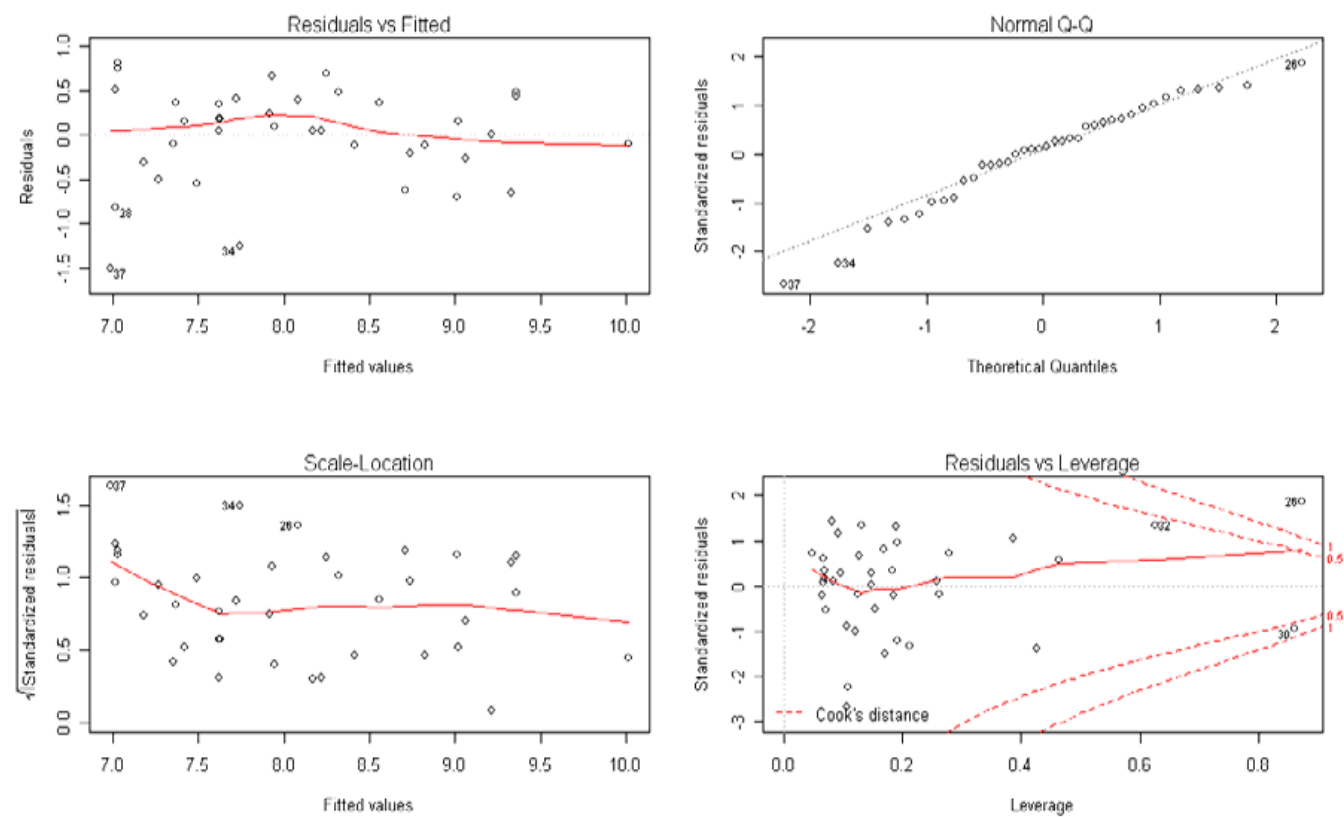 Residuals vs Fitted
Residuals
1.0
0.5
0.0
-0.5
-1.0
-1.5
28
34
37
7.0 7.5 8.0 8.5 9.0 9.5 10.0
Fitted values
Normal Q-Q
Standardized residuals
2
1
0
-1
-2
26
34
37
-2 -1 0 1 2
Theoretical Quantiles
Scale-Location
√|Standardized residuals|
1.5
1.0
0.5
0.0
37
34
26
7.0 7.5 8.0 8.5 9.0 9.5 10.0
Fitted values
Residuals vs Leverage
Standardized residuals
2
1
0
-1
-2
-3
26
32
1
0.5
0.5
1
30
Cook's distance
0.0 0.2 0.4 0.6 0.8
Leverage